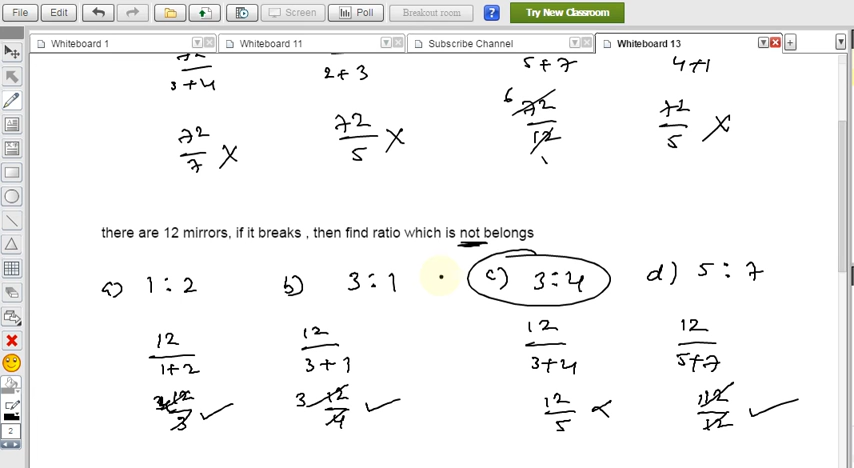 File Edit Undo Screen Poll Breakout room ? Try New Classroom
Whiteboard 1 Whiteboard 11 Subscribe Channel Whiteboard 13
72 5+7 4+1
3+4 2+3
6
72/7 X 72/5 X 72/12 72/5 X
1
there are 12 mirrors, if it breaks , then find ratio which is not belongs
a) 1:2 b) 3:1 c) 3:4 d) 5:7
12/1+2 12/3+1 12/3+4 12/5+7
12/3 ✓ 3 12/4 ✓ 12/5 × 12/12 ✓
2